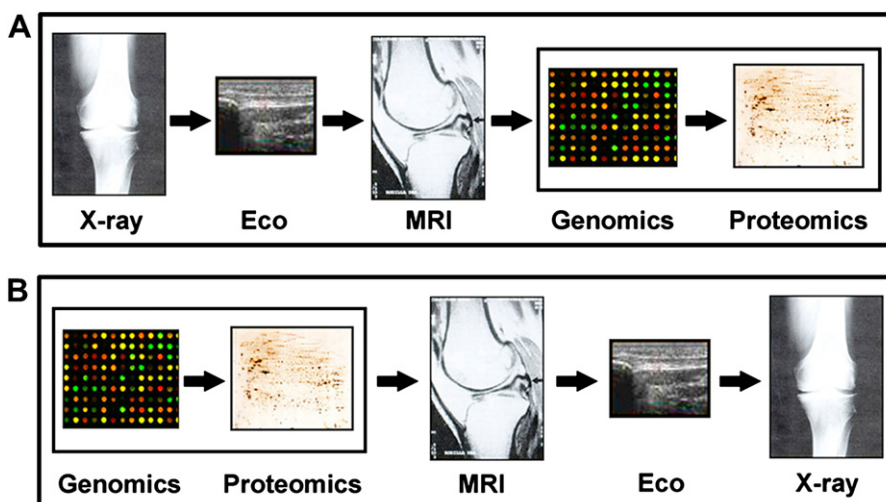 A
X-ray Eco MRI Genomics Proteomics
B
Genomics Proteomics MRI Eco X-ray